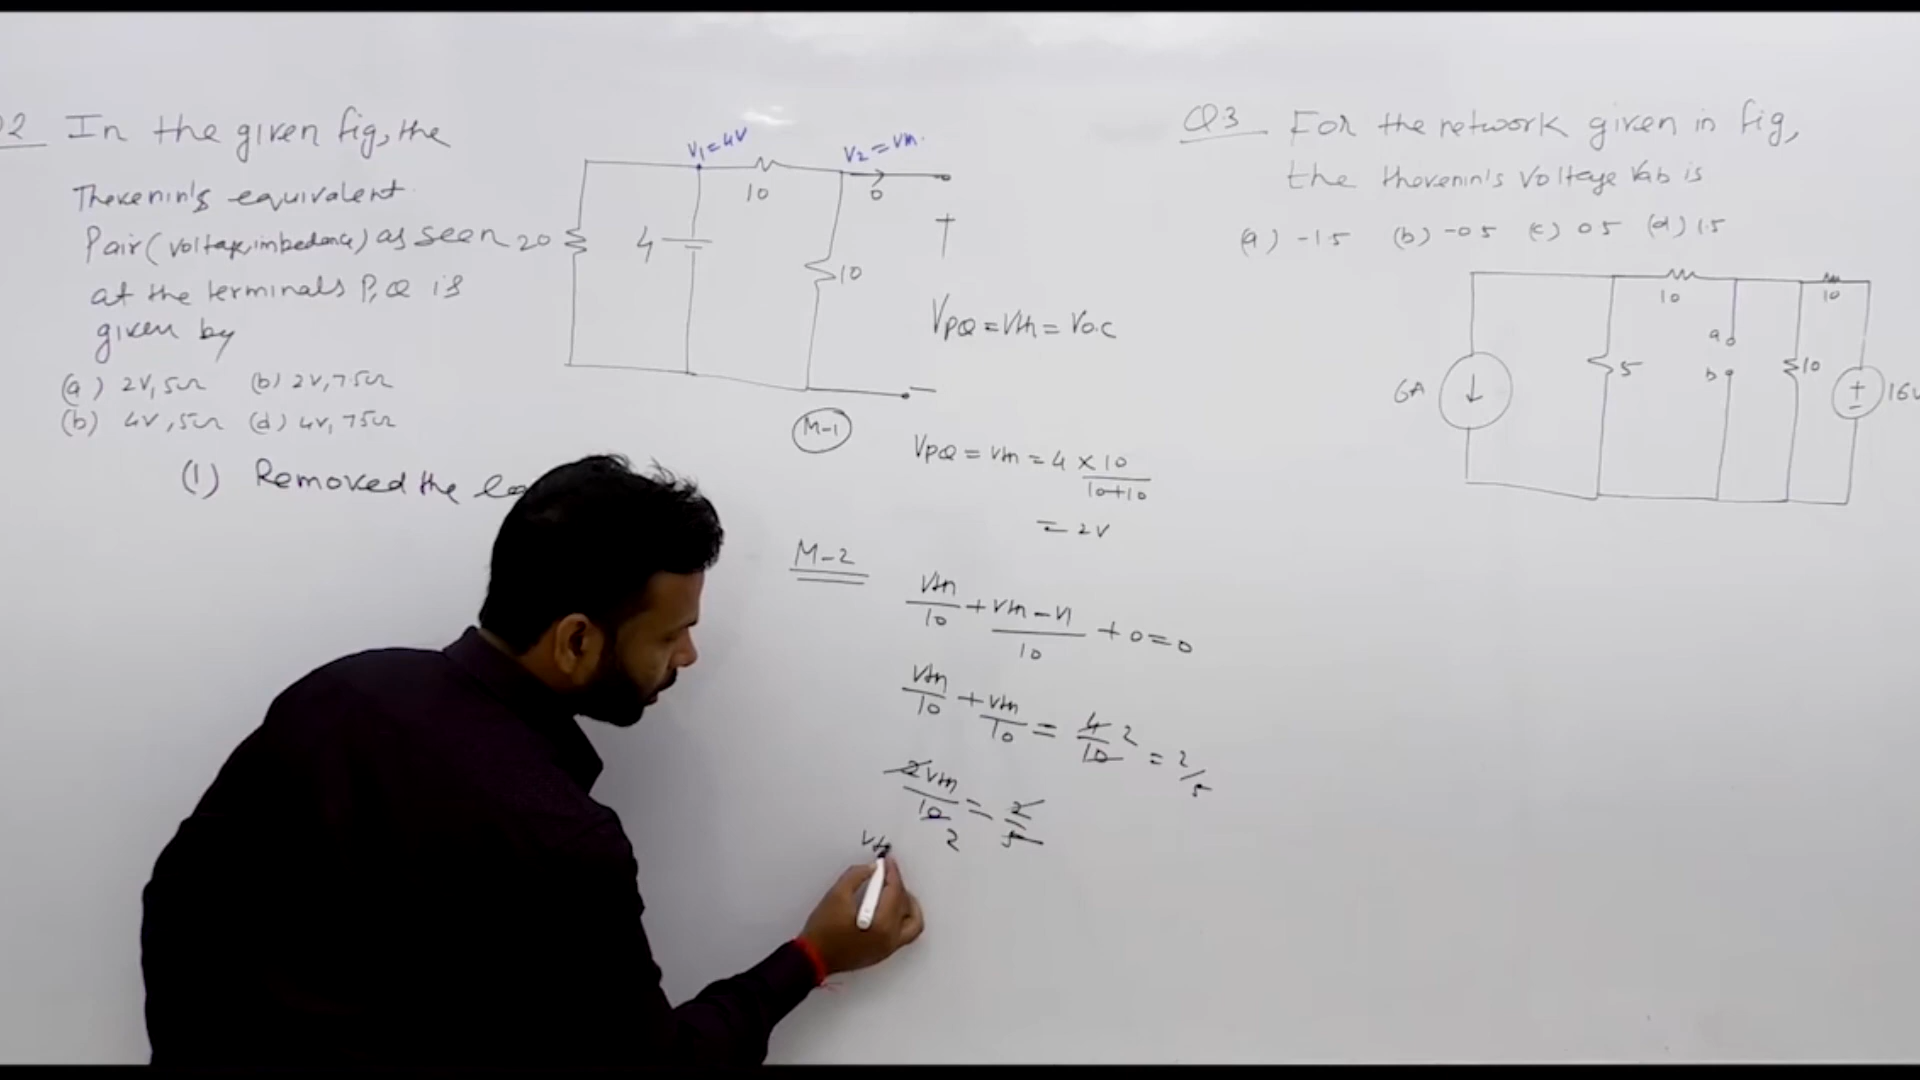 Q2 In the given fig, the
Thevenin's equivalent
Pair (voltage, impedance) as seen
at the terminals P, Q is
given by
(a) 2V, 5Ω (b) 2V, 7.5Ω
(b) 4V, 5Ω (d) 4V, 7.5Ω
(1) Removed the
V1=4V
V2=Vth.
10
0
20
4
10
+
VPQ = Vth = VO.C
−
M-1
VPQ = Vth = 4 × 10
10+10
= 2V
M-2
Vth/10 + Vth-V1/10 + 0 = 0
Vth/10 + Vth/10 = 4/10 2 = 2/5
2Vth/10 = 2/5
2
Vth
Q3 For the network given in fig,
the thevenin's Voltage Vab is
(a) -1.5 (b) -0.5 (c) 0.5 (d) 1.5
10
10
a
5
b
10
6A
+
−
16V